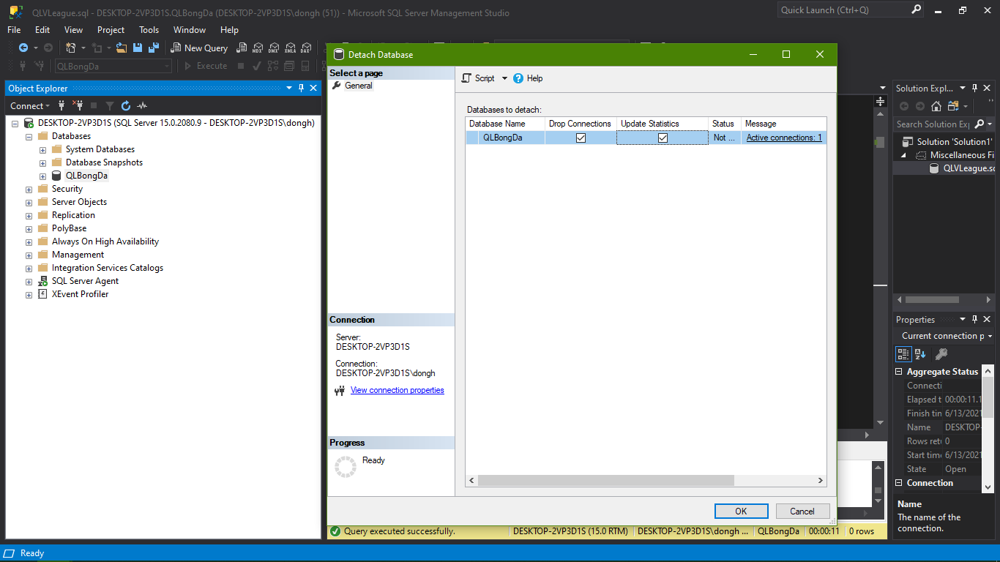 QLVLeague.sql - DESKTOP-2VP3D1S.QLBongDa (DESKTOP-2VP3D1S\dongh (51)) - Microsoft SQL Server Management Studio
Quick Launch (Ctrl+Q)
File Edit View Project Tools Window Help
New Query MDX DMX XMLA DAX
QLBongDa Execute
Object Explorer
Connect
DESKTOP-2VP3D1S (SQL Server 15.0.2080.9 - DESKTOP-2VP3D1S\dongh)
Databases
System Databases
Database Snapshots
QLBongDa
Security
Server Objects
Replication
PolyBase
Always On High Availability
Management
Integration Services Catalogs
SQL Server Agent
XEvent Profiler
Detach Database
Select a page
General
Script Help
Databases to detach:
Database Name Drop Connections Update Statistics Status Message
QLBongDa Not ... Active connections: 1
Connection
Server:
DESKTOP-2VP3D1S
Connection:
DESKTOP-2VP3D1S\dongh
View connection properties
Progress
Ready
OK Cancel
Query executed successfully. DESKTOP-2VP3D1S (15.0 RTM) DESKTOP-2VP3D1S\dongh ... QLBongDa 00:00:11 0 rows
Solution Expl...
Search Solution Exp
Solution 'Solution1'
Miscellaneous Fi
QLVLeague.sc
Properties
Current connection p
Aggregate Status
Connecti
Elapsed t 00:00:11.1
Finish tin 6/13/2021
Name DESKTOP-
Rows retu 0
Start time 6/13/2021
State Open
Connection
Name
The name of the
connection.
Ready